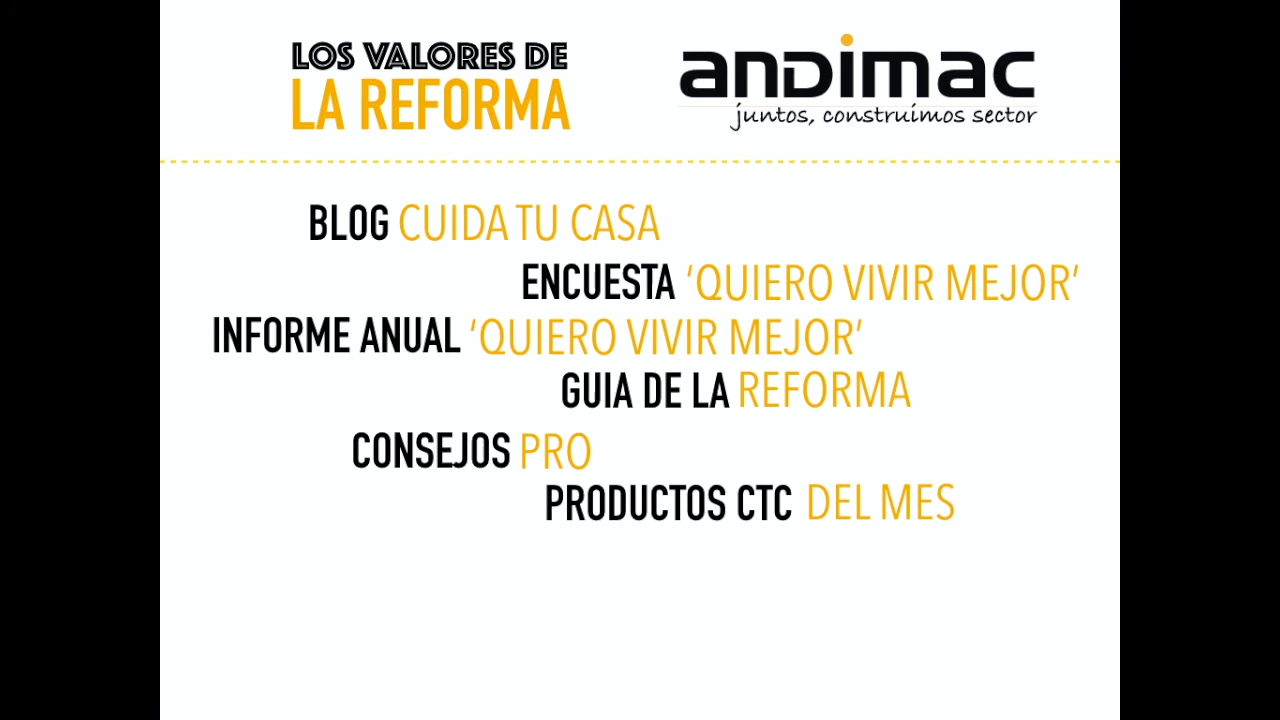 LOS VALORES DE
LA REFORMA
andimac
juntos, construimos sector
BLOG CUIDA TU CASA
ENCUESTA ‘QUIERO VIVIR MEJOR’
INFORME ANUAL ‘QUIERO VIVIR MEJOR’
GUIA DE LA REFORMA
CONSEJOS PRO
PRODUCTOS CTC DEL MES